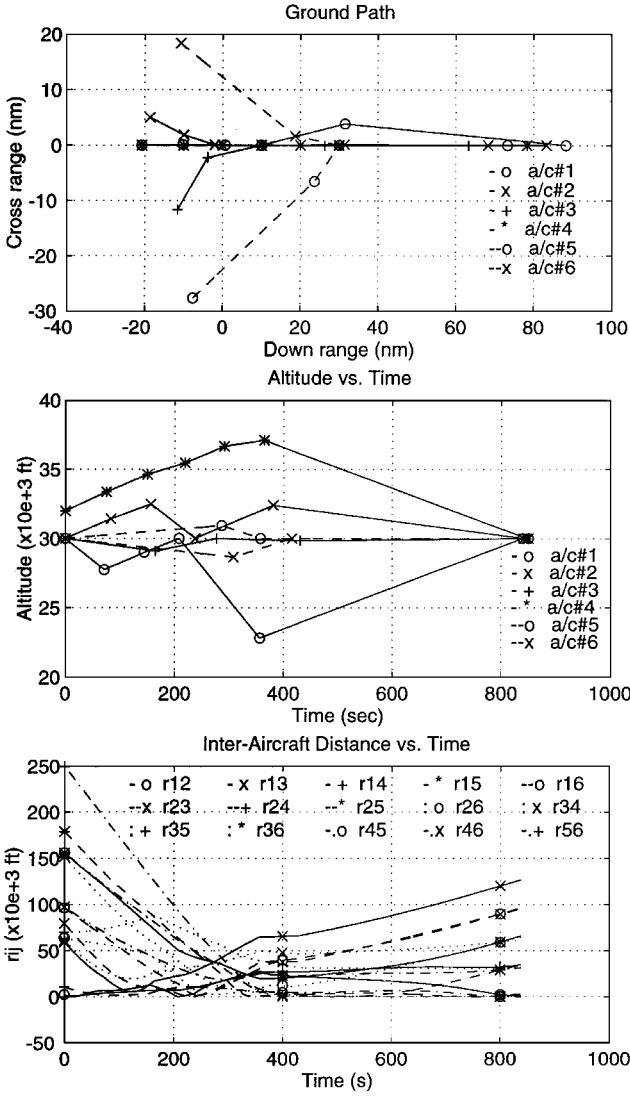 Ground Path
20
10
0
-10
-20
-30
Cross range (nm)
- o a/c#1
- x a/c#2
- + a/c#3
- * a/c#4
--o a/c#5
--x a/c#6
-40 -20 0 20 40 60 80 100
Down range (nm)
Altitude vs. Time
40
35
30
25
20
Altitude (x10e+3 ft)
- o a/c#1
- x a/c#2
- + a/c#3
- * a/c#4
--o a/c#5
--x a/c#6
0 200 400 600 800 1000
Time (sec)
Inter-Aircraft Distance vs. Time
250
200
150
100
50
0
-50
rij (x10e+3 ft)
- o r12 - x r13 - + r14 - * r15 --o r16
--x r23 --+ r24 --* r25 : o r26 : x r34
: + r35 : * r36 -.o r45 -.x r46 -.+ r56
0 200 400 600 800 1000
Time (s)